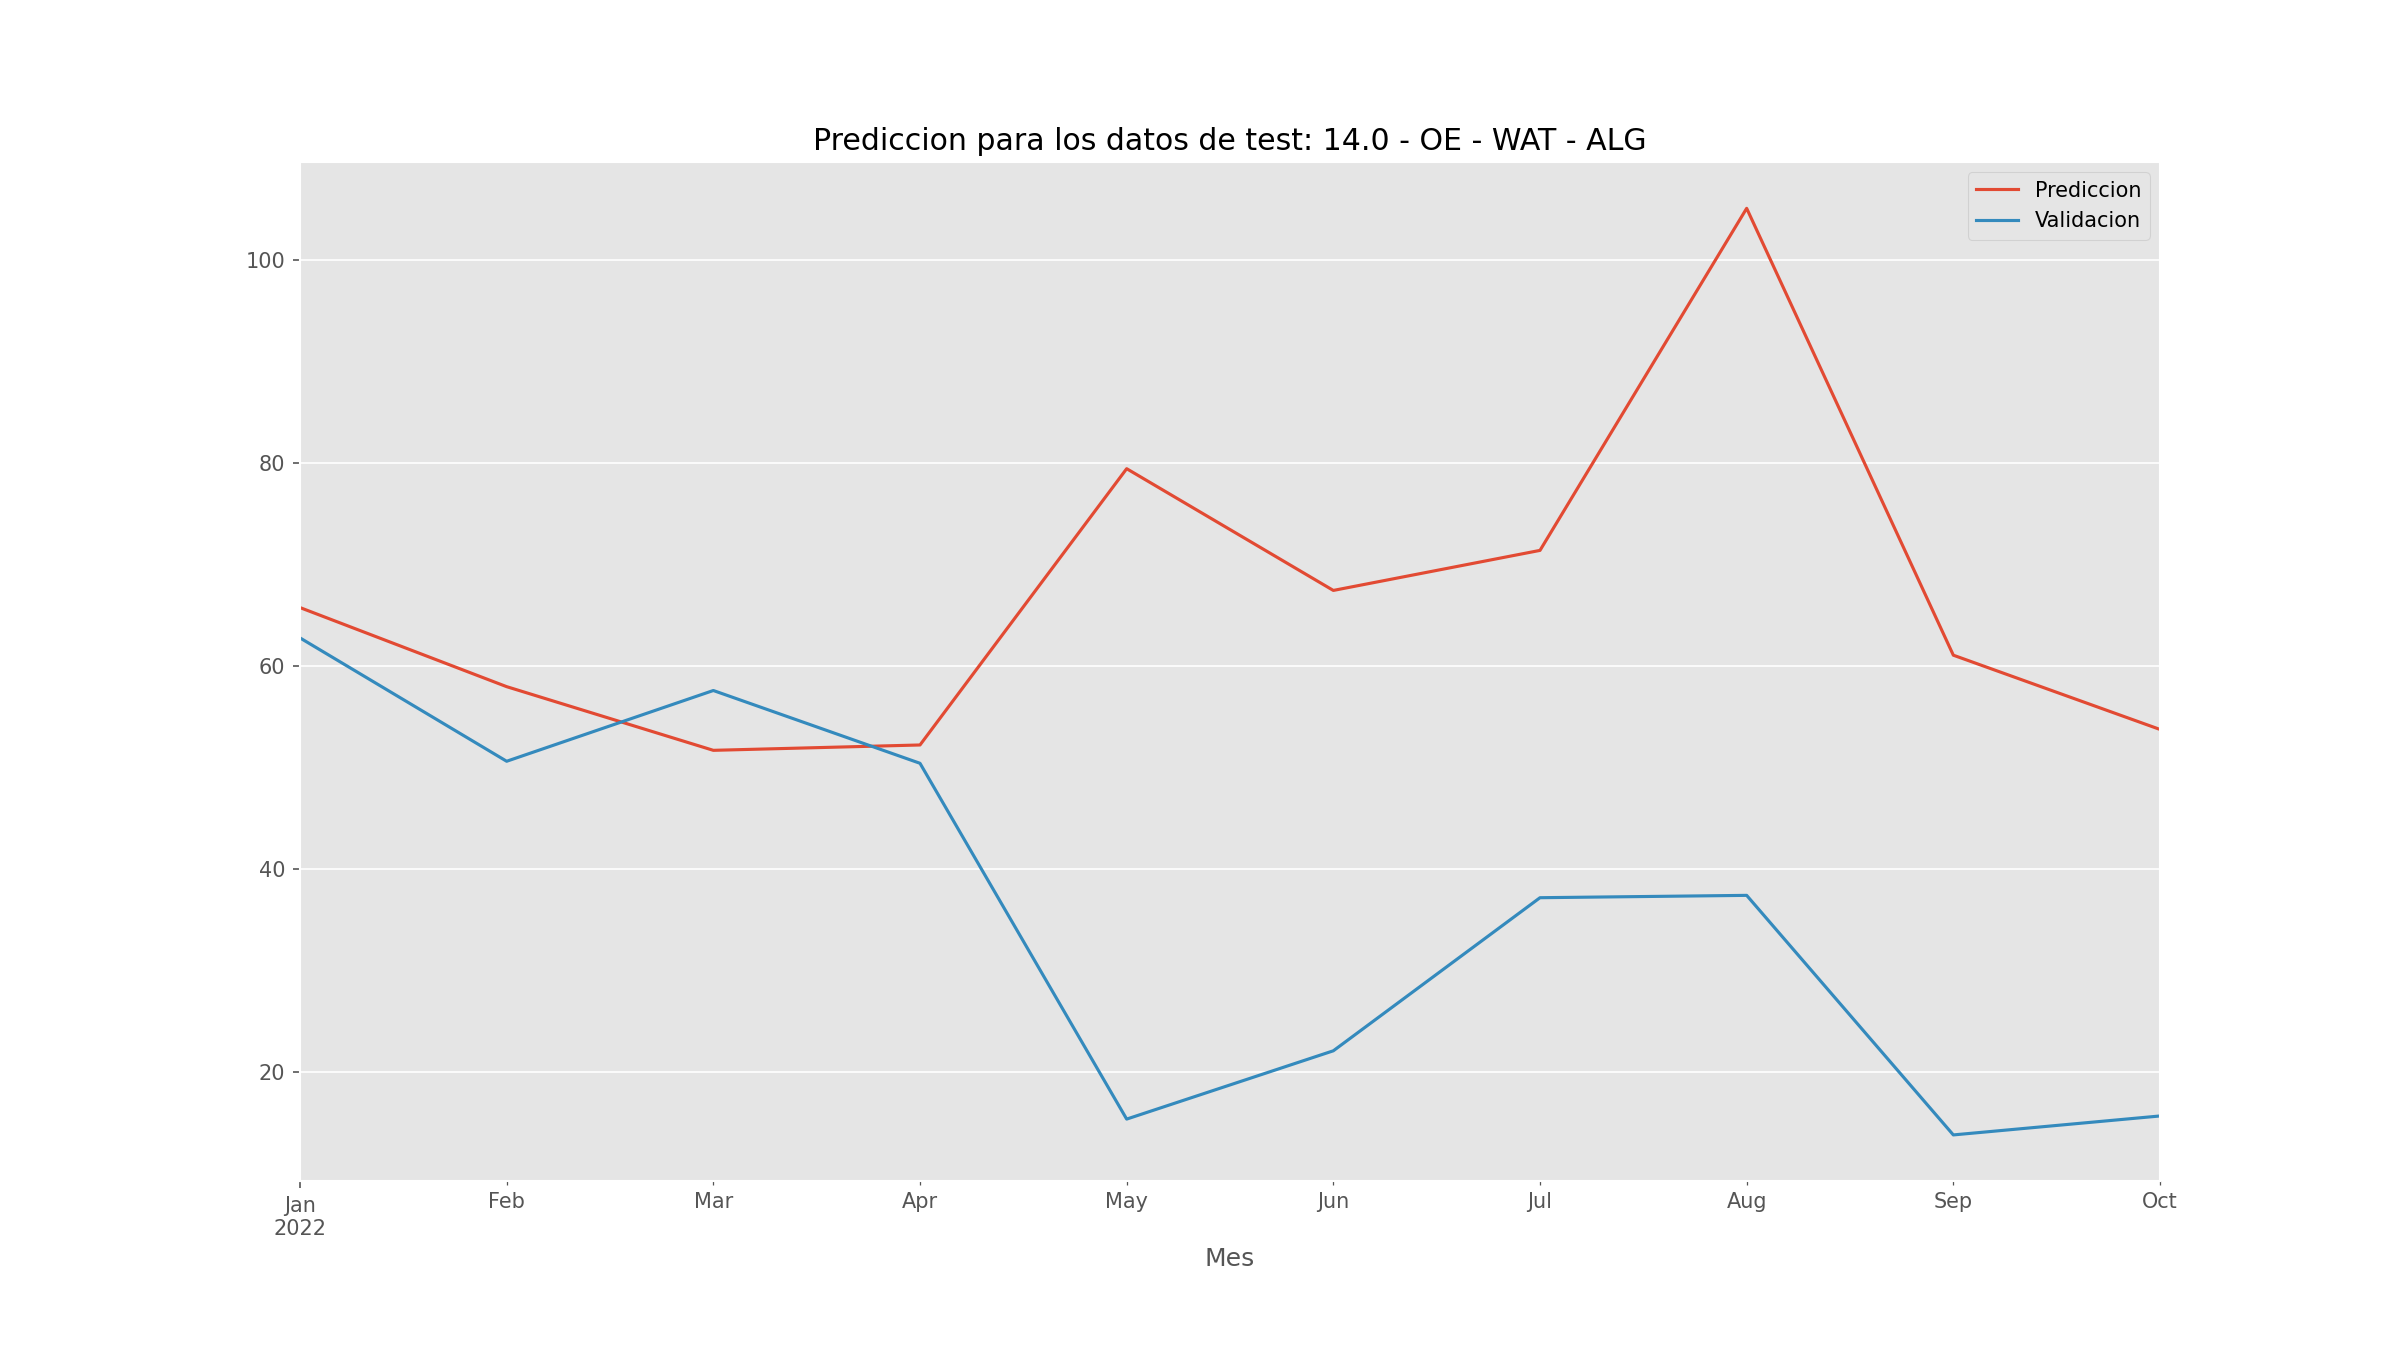 Prediccion para los datos de test: 14.0 - OE - WAT - ALG
Prediccion
Validacion
100
80
60
40
20
Jan Feb Mar Apr May Jun Jul Aug Sep Oct
2022
Mes